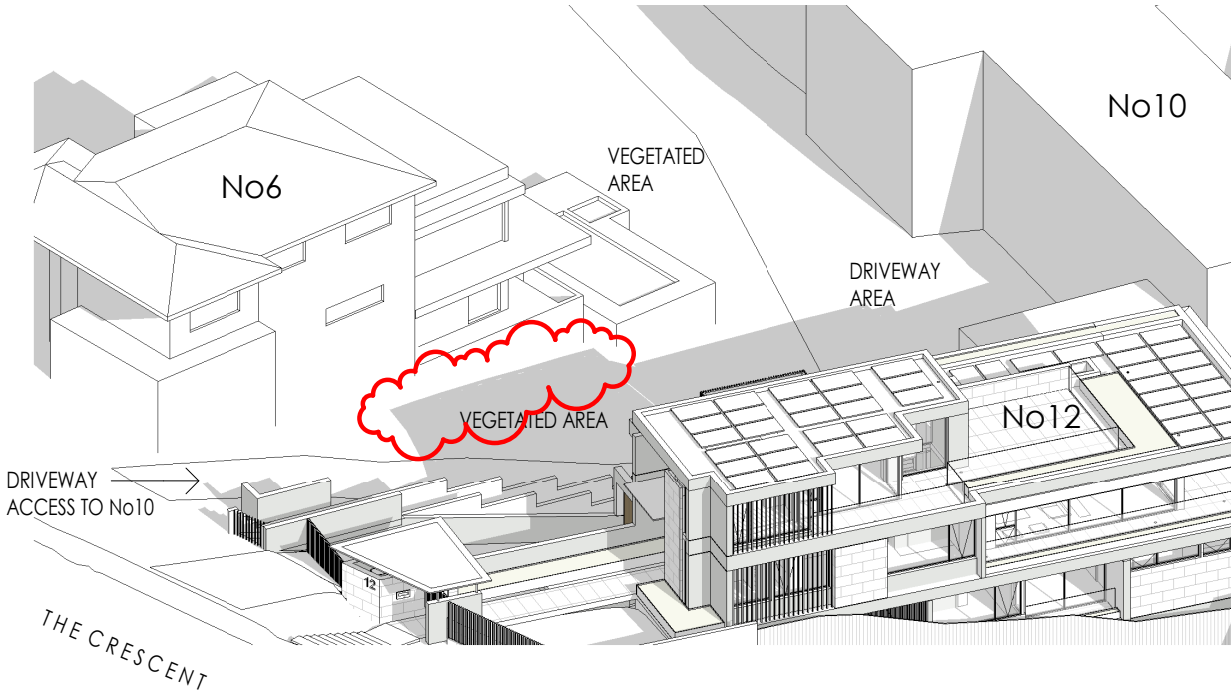 No10
No6
VEGETATED
AREA
DRIVEWAY
AREA
VEGETATED AREA
No12
DRIVEWAY
ACCESS TO No10
12
THE CRESCENT